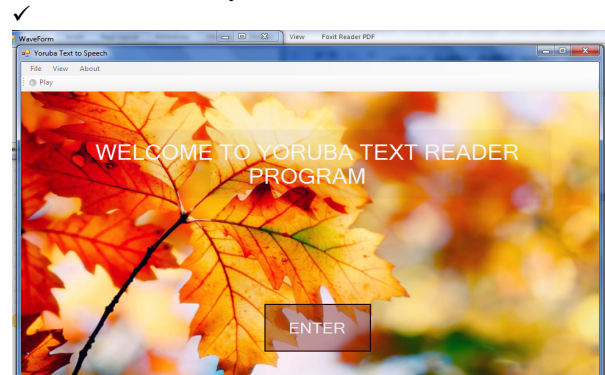 ✓
WaveForm View Foxit Reader PDF
Yoruba Text to Speech
File View About
Play
WELCOME TO YORUBA TEXT READER
PROGRAM
ENTER